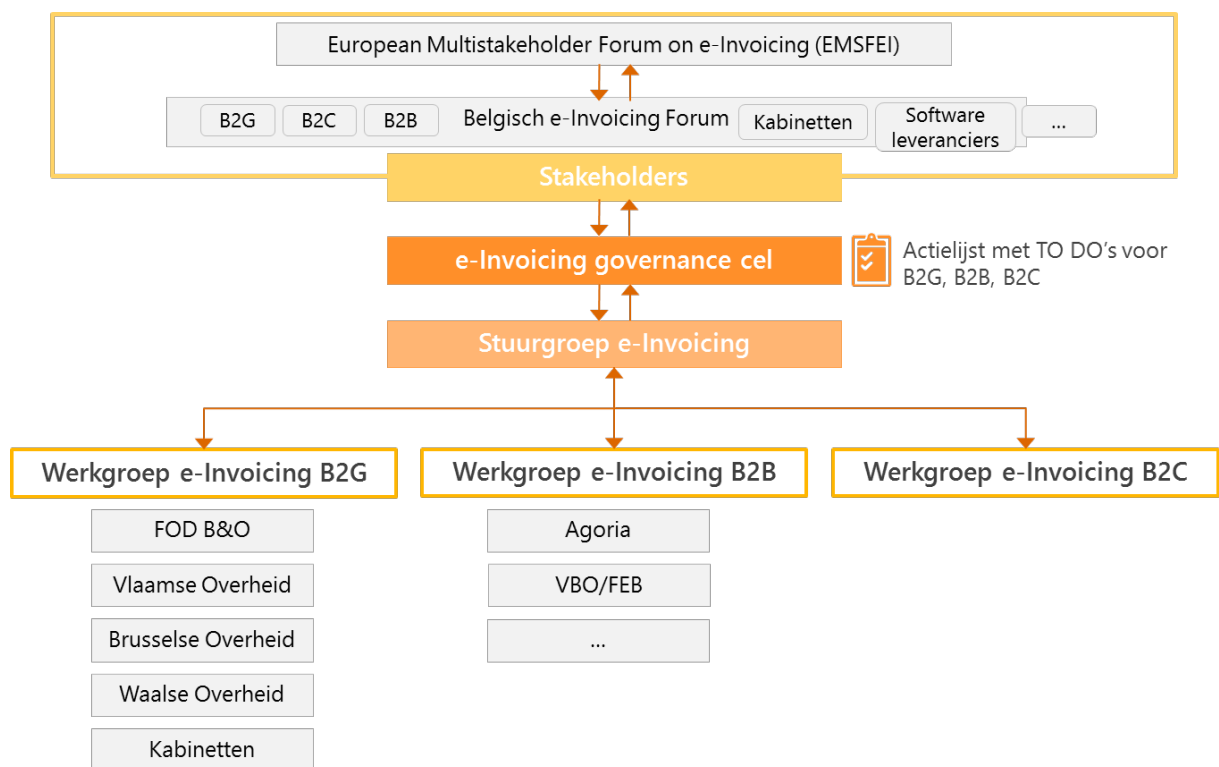 European Multistakeholder Forum on e-Invoicing (EMSFEI)
B2G
B2C
B2B
Belgisch e-Invoicing Forum
Kabinetten
Software
leveranciers
...
Stakeholders
e-Invoicing governance cel
Actielijst met TO DO's voor
B2G, B2B, B2C
Stuurgroep e-Invoicing
Werkgroep e-Invoicing B2G
Werkgroep e-Invoicing B2B
Werkgroep e-Invoicing B2C
FOD B&O
Vlaamse Overheid
Brusselse Overheid
Waalse Overheid
Kabinetten
Agoria
VBO/FEB
...